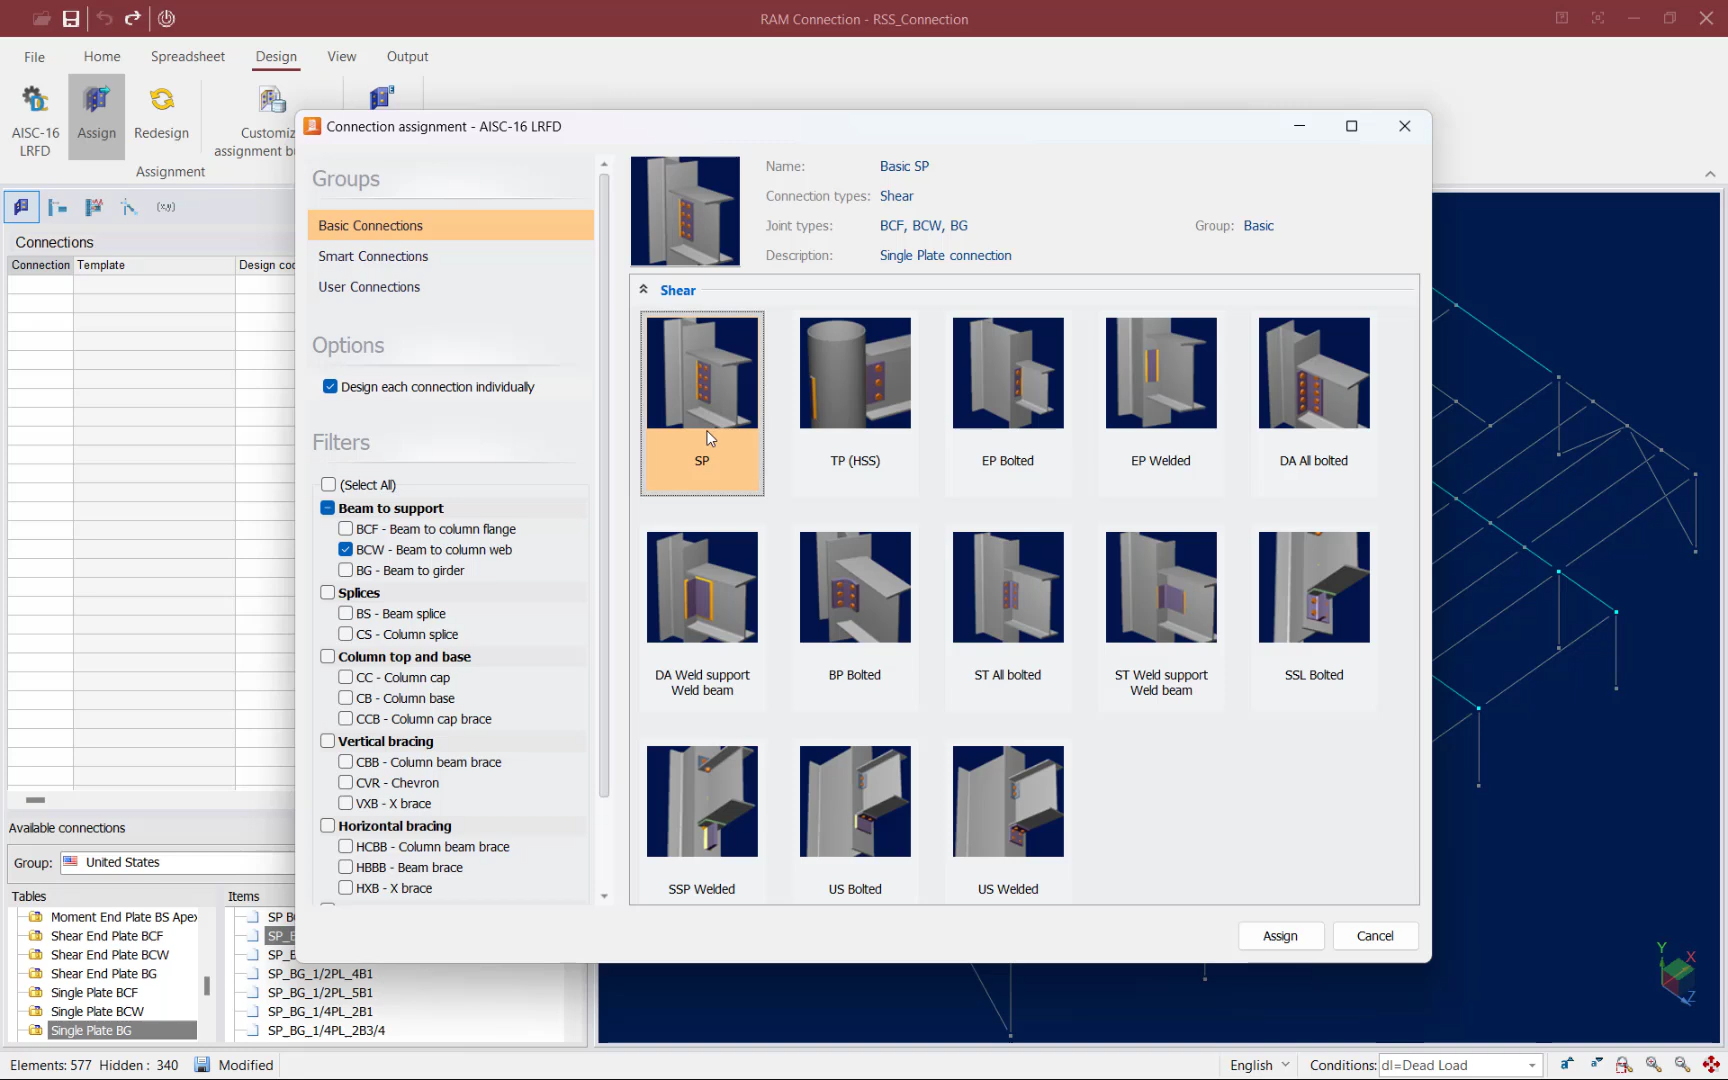 RAM Connection - RSS_Connection
File
Home
Spreadsheet
Design
View
Output
AISC-16
LRFD
Assign
Redesign
Customiz
assignment bu
Assignment
Connections
Connection
Template
Design cod
Connection assignment - AISC-16 LRFD
Groups
Basic Connections
Smart Connections
User Connections
Options
Design each connection individually
Filters
(Select All)
Beam to support
BCF - Beam to column flange
BCW - Beam to column web
BG - Beam to girder
Splices
BS - Beam splice
CS - Column splice
Column top and base
CC - Column cap
CB - Column base
CCB - Column cap brace
Vertical bracing
CBB - Column beam brace
CVR - Chevron
VXB - X brace
Horizontal bracing
HCBB - Column beam brace
HBBB - Beam brace
HXB - X brace
Name:
Basic SP
Connection types:
Shear
Joint types:
BCF, BCW, BG
Group:
Basic
Description:
Single Plate connection
Shear
SP
TP (HSS)
EP Bolted
EP Welded
DA All bolted
DA Weld support
Weld beam
BP Bolted
ST All bolted
ST Weld support
Weld beam
SSL Bolted
SSP Welded
US Bolted
US Welded
Assign
Cancel
Available connections
Group:
United States
Tables
Items
Moment End Plate BS Apex
Shear End Plate BCF
Shear End Plate BCW
Shear End Plate BG
Single Plate BCF
Single Plate BCW
Single Plate BG
SP_BG_1/2PL_4B1
SP_BG_1/2PL_5B1
SP_BG_1/4PL_2B1
SP_BG_1/4PL_2B3/4
Y
X
Z
Elements: 577
Hidden : 340
Modified
English
Conditions:
dl=Dead Load